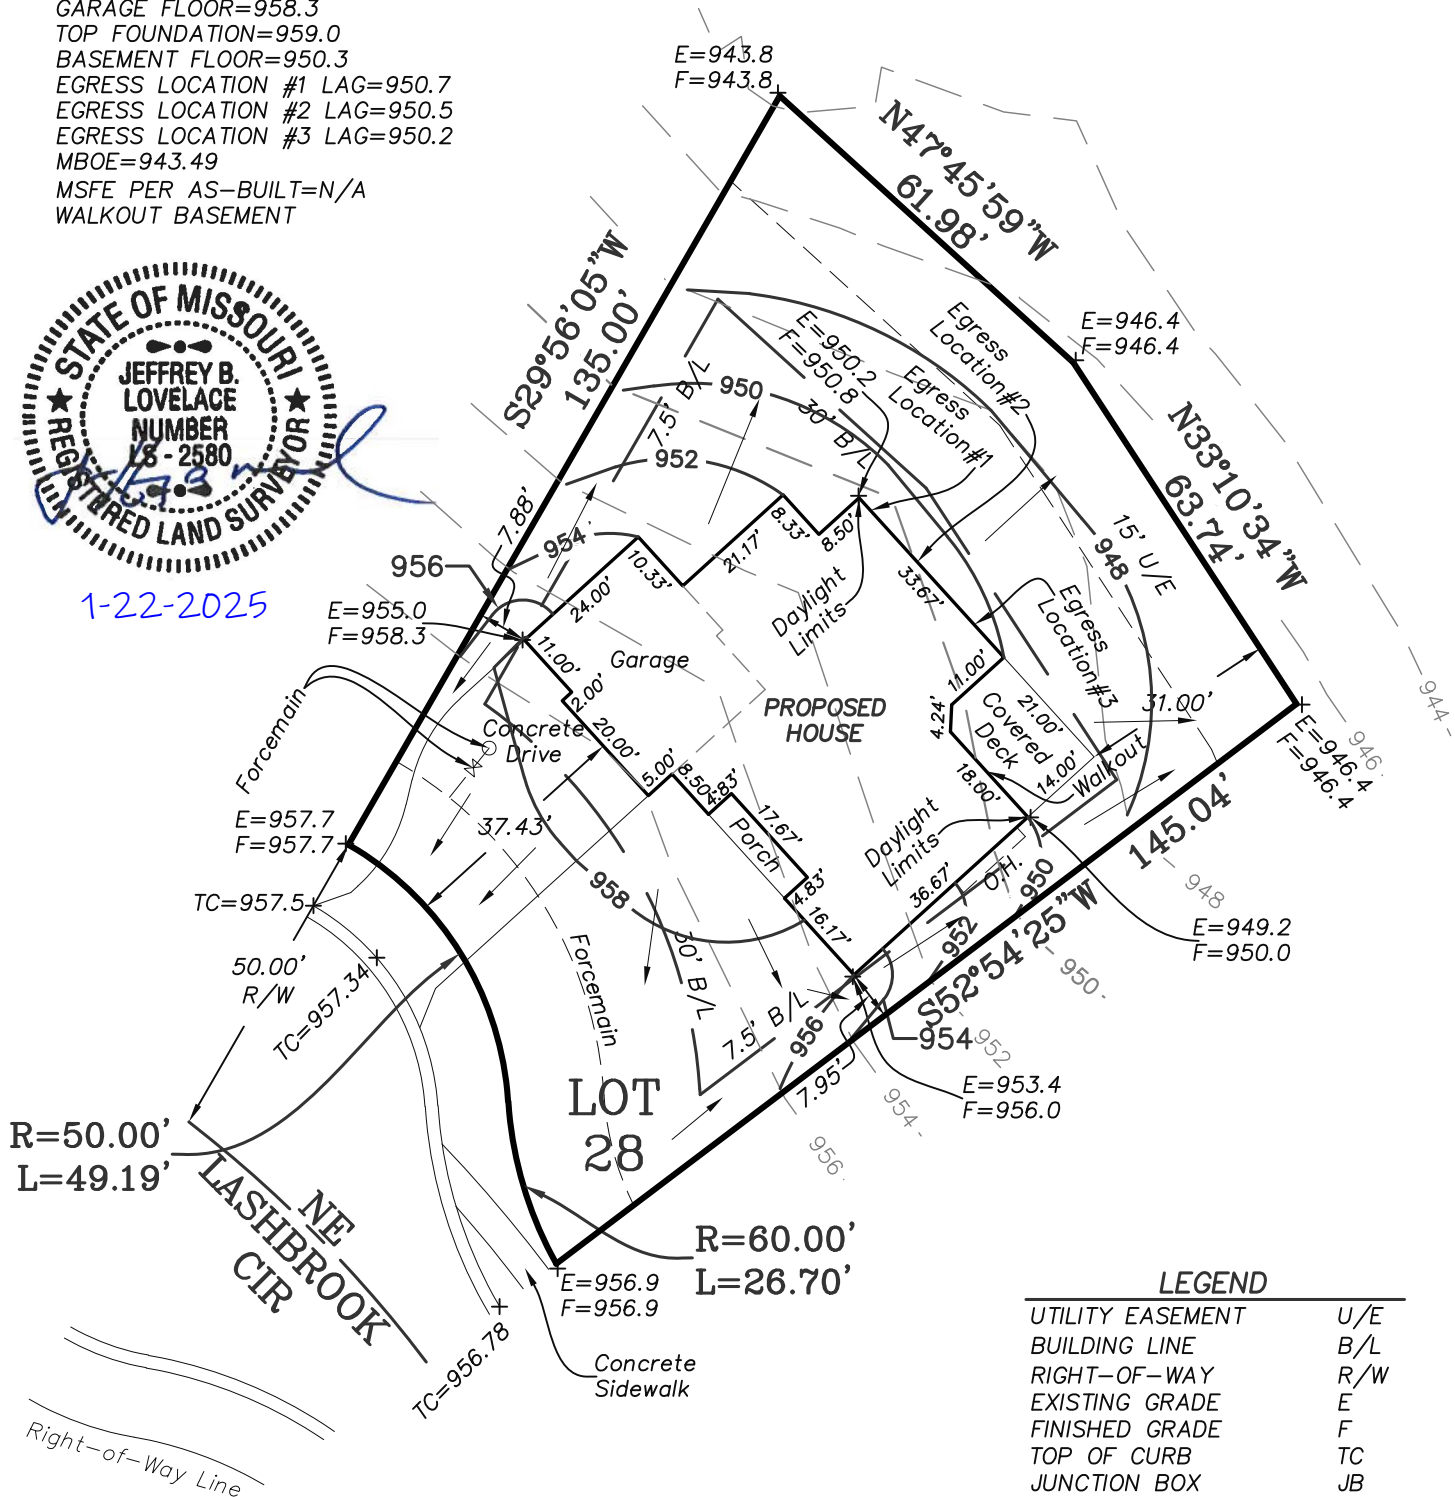 GARAGE FLOOR=958.3
TOP FOUNDATION=959.0
BASEMENT FLOOR=950.3
EGRESS LOCATION #1 LAG=950.7
EGRESS LOCATION #2 LAG=950.5
EGRESS LOCATION #3 LAG=950.2
MBOE=943.49
MSFE PER AS-BUILT=N/A
WALKOUT BASEMENT
STATE OF MISSOURI
JEFFREY B.
LOVELACE
NUMBER
LS - 2580
REGISTERED LAND SURVEYOR
1-22-2025
E=943.8
F=943.8
N47°45'59"W
61.98'
S29°56'05"W
135.00'
E=946.4
F=946.4
N33°10'34"W
63.74'
E=946.4
F=946.4
S52°54'25"W
145.04'
Egress
Location#2
E=950.2
F=950.8
Egress
Location#1
7.5' B/L
30' B/L
950
952
954
956
948
15' U/E
7.88'
8.33'
8.50'
21.17'
10.33'
24.00'
33.67'
Daylight
Limits
Egress
Location#3
E=955.0
F=958.3
11.00'
Garage
2.00'
20.00'
Concrete
Drive
Forcemain
PROPOSED
HOUSE
11.00'
4.24'
21.00'
Covered
Deck
18.00'
14.00'
Walkout
31.00'
944
946
5.00'
8.50'
4.83'
17.67'
Porch
4.83'
16.17'
36.67'
Daylight
Limits
O.H.
950
952
37.43'
958
E=957.7
F=957.7
TC=957.5
50.00'
R/W
TC=957.34
Forcemain
30' B/L
7.5' B/L
956
954
7.95'
E=949.2
F=950.0
E=953.4
F=956.0
948
950
952
954
956
LOT
28
R=50.00'
L=49.19'
NE
LASHBROOK
CIR
R=60.00'
L=26.70'
E=956.9
F=956.9
TC=956.78
Concrete
Sidewalk
Right-of-Way Line
LEGEND
UTILITY EASEMENT U/E
BUILDING LINE B/L
RIGHT-OF-WAY R/W
EXISTING GRADE E
FINISHED GRADE F
TOP OF CURB TC
JUNCTION BOX JB